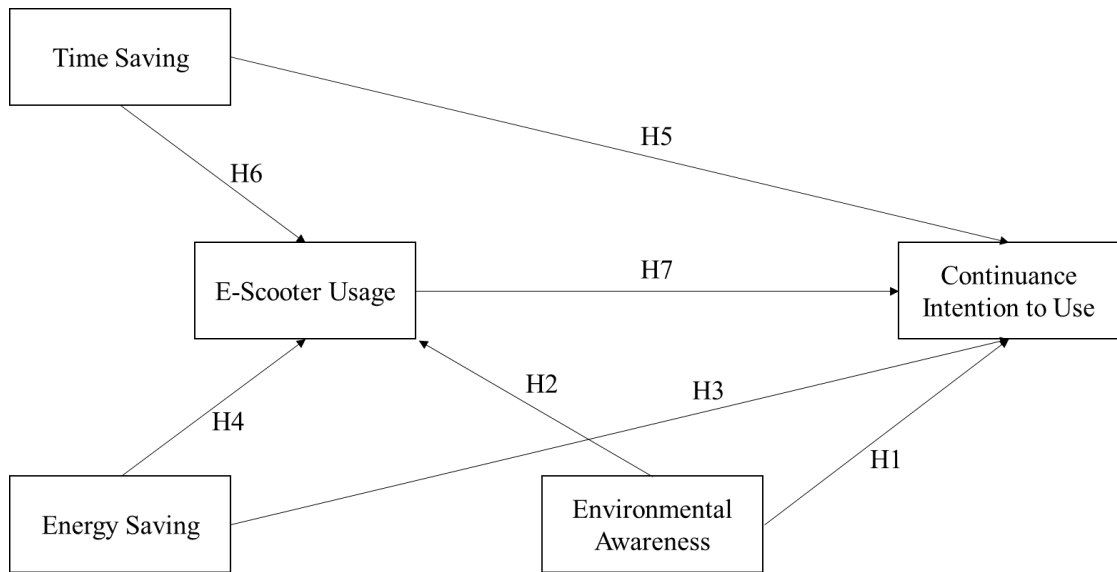 Time Saving
H5
H6
E-Scooter Usage
H7
Continuance
Intention to Use
H2
H3
H4
H1
Energy Saving
Environmental
Awareness